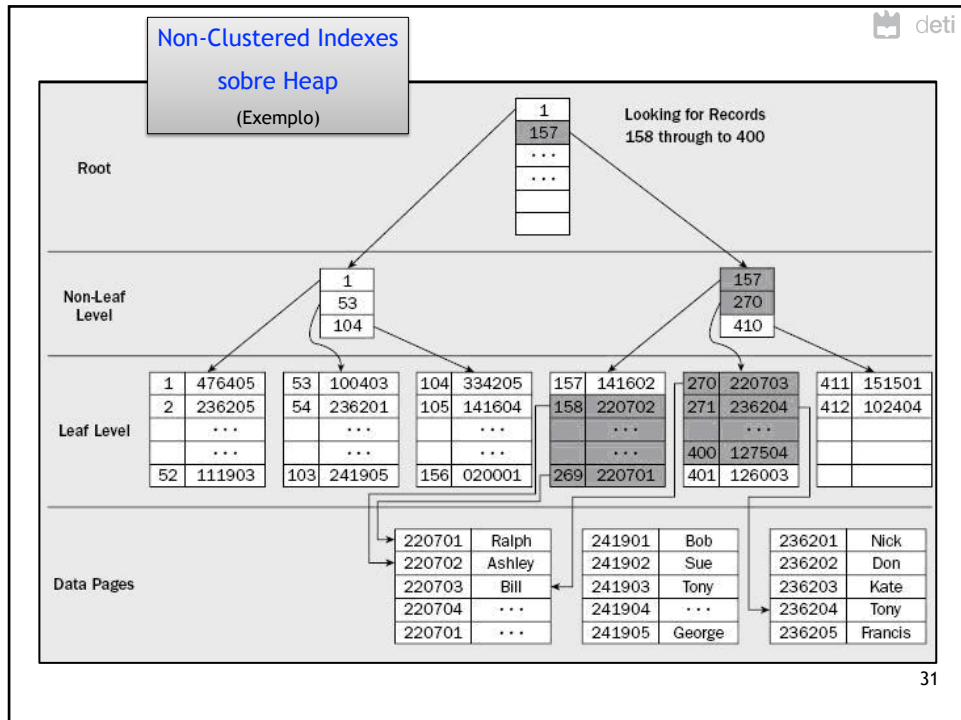 deti
Non-Clustered Indexes
sobre Heap
(Exemplo)
Looking for Records
158 through to 400
Root
1
157
...
...
Non-Leaf
Level
1
53
104
157
270
410
Leaf Level
1 476405
2 236205
...
...
52 111903
53 100403
54 236201
...
...
103 241905
104 334205
105 141604
...
...
156 020001
157 141602
158 220702
...
...
269 220701
270 220703
271 236204
...
400 127504
401 126003
411 151501
412 102404
Data Pages
220701 Ralph
220702 Ashley
220703 Bill
220704 ...
220701 ...
241901 Bob
241902 Sue
241903 Tony
241904 ...
241905 George
236201 Nick
236202 Don
236203 Kate
236204 Tony
236205 Francis
31